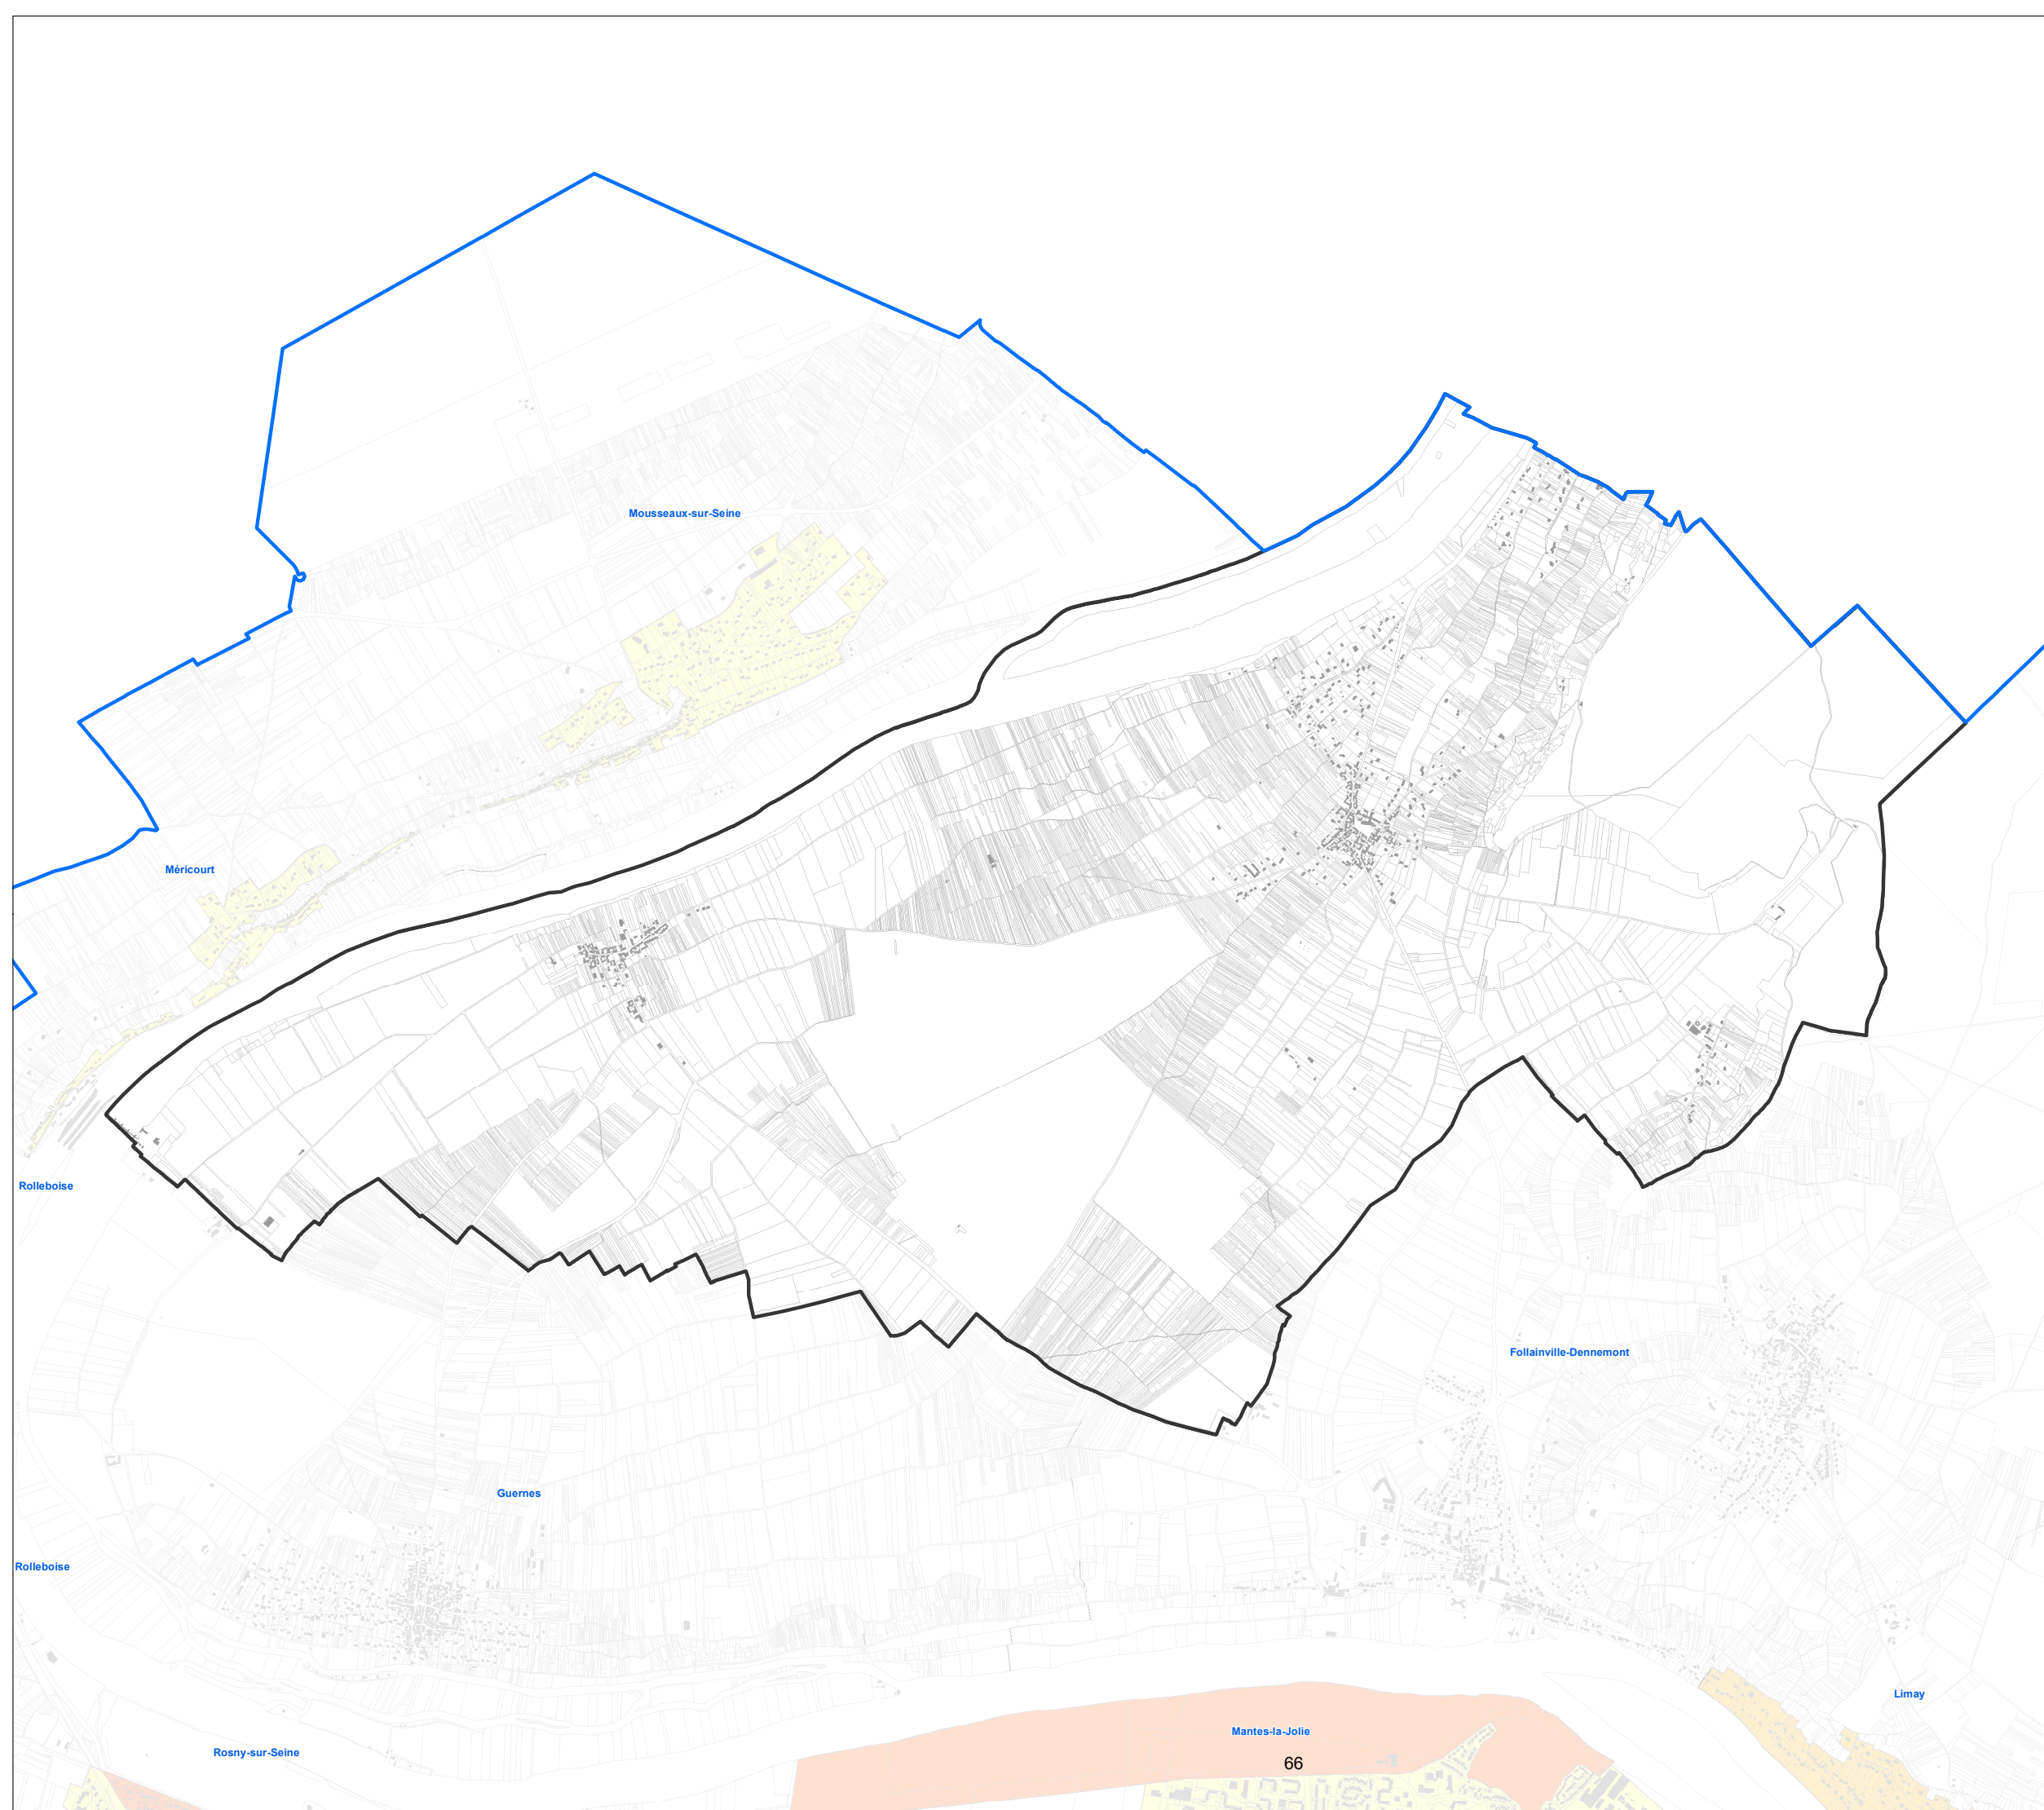 Mousseaux-sur-Seine
Méricourt
Rolleboise
Follainville-Dennemont
Guernes
Rolleboise
Limay
Mantes-la-Jolie
Rosny-sur-Seine
66